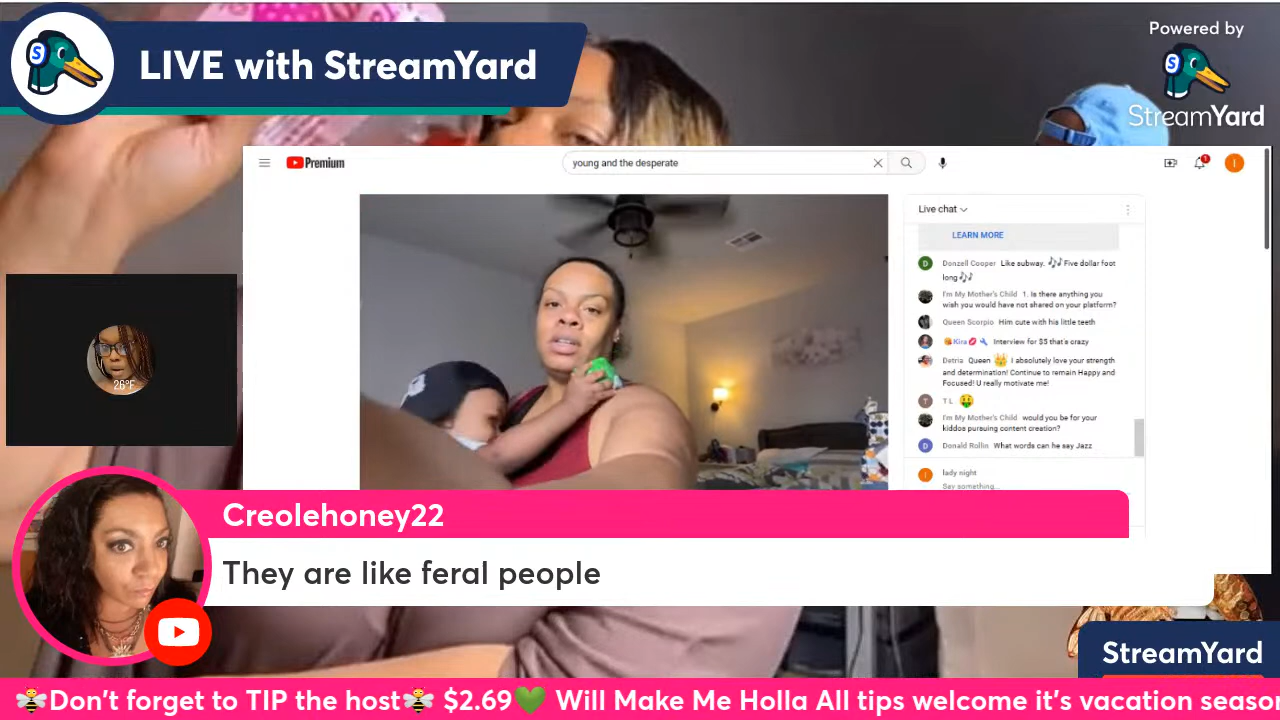 LIVE with StreamYard
Powered by
StreamYard
Premium
young and the desperate
Live chat
LEARN MORE
Donzell Cooper Like subway. 🎶Five dollar foot
long🎶
I'm My Mother's Child 1. Is there anything you
wish you would have not shared on your platform?
Queen Scorpio Him cute with his little teeth
Kira Interview for $5 that's crazy
Detria Queen 👑 I absolutely love your strength
and determination! Continue to remain Happy and
Focused! U really motivate me!
T L 🤑
I'm My Mother's Child would you be for your
kiddos pursuing content creation?
Donald Rollin What words can he say Jazz
lady night
Say something...
26°F
Creolehoney22
They are like feral people
StreamYard
🐝Don't forget to TIP the host🐝 $2.69💚 Will Make Me Holla All tips welcome it's vacation seaso